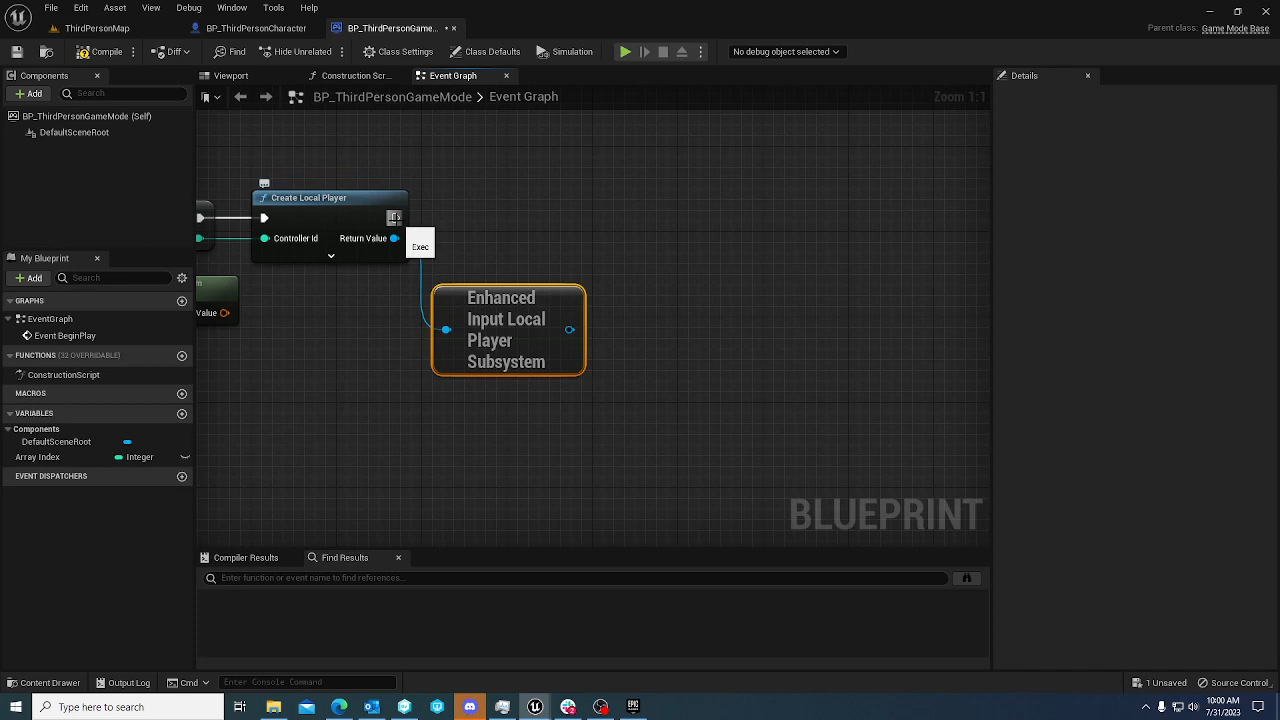 File Edit Asset View Debug Window Tools Help
ThirdPersonMap BP_ThirdPersonCharacter BP_ThirdPersonGame... Parent class: Game Mode Base
Compile Diff Find Hide Unrelated Class Settings Class Defaults Simulation No debug object selected
Components Viewport Construction Scr... Event Graph Details
Add Search BP_ThirdPersonGameMode > Event Graph Zoom 1:1
BP_ThirdPersonGameMode (Self)
DefaultSceneRoot
Create Local Player
Controller Id Return Value
Exec
My Blueprint
Add Search
GRAPHS
EventGraph
Event BeginPlay
FUNCTIONS (32 OVERRIDABLE)
ConstructionScript
MACROS
VARIABLES
Components
DefaultSceneRoot
Array Index Integer
EVENT DISPATCHERS
Value
Enhanced
Input Local
Player
Subsystem
BLUEPRINT
Compiler Results Find Results
Enter function or event name to find references...
Content Drawer Output Log Cmd Enter Console Command 1 Unsaved Source Control
Type here to search
10:00 AM
7/31/2023